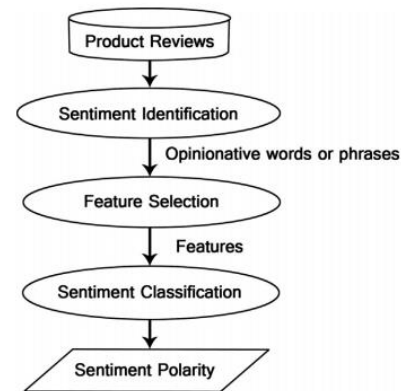 Product Reviews
Sentiment Identification
Opinionative words or phrases
Feature Selection
Features
Sentiment Classification
Sentiment Polarity